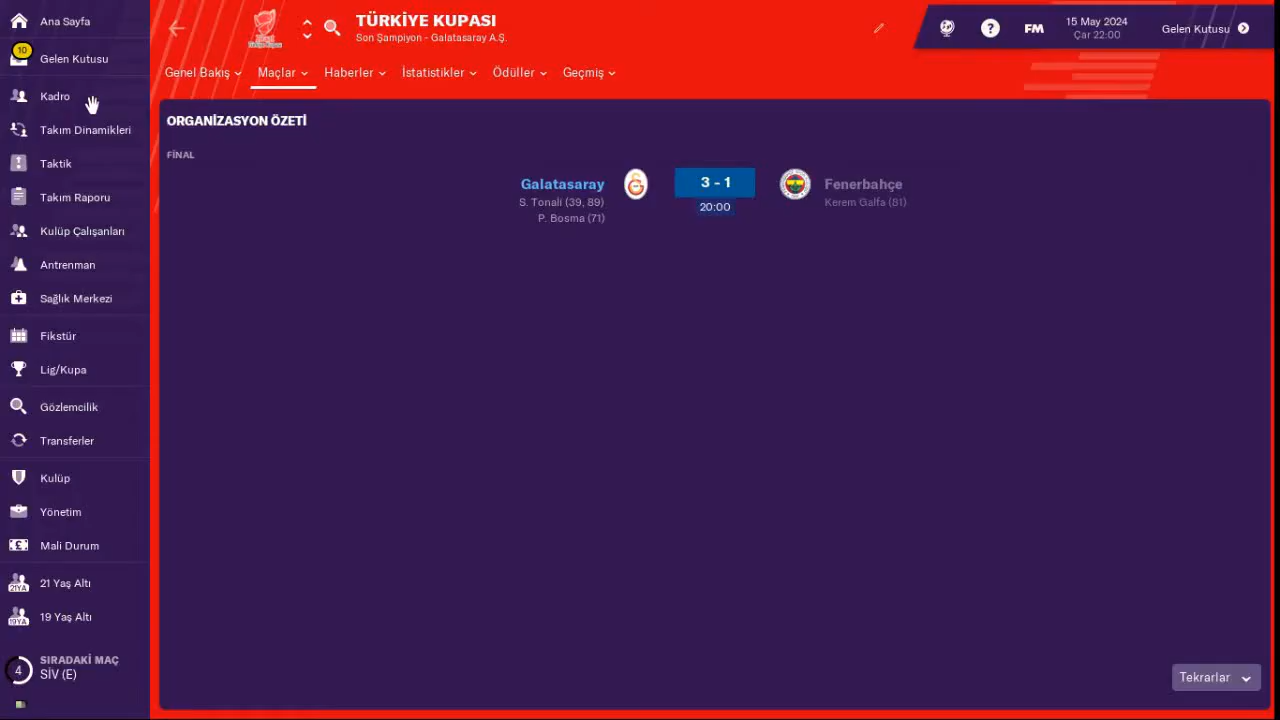 Ana Sayfa
10
Gelen Kutusu
Kadro
Takım Dinamikleri
Taktik
Takım Raporu
Kulüp Çalışanları
Antrenman
Sağlık Merkezi
Fikstür
Lig/Kupa
Gözlemcilik
Transferler
Kulüp
Yönetim
Mali Durum
21YA
21 Yaş Altı
19YA
19 Yaş Altı
4
SIRADAKİ MAÇ
SİV (E)
TÜRKİYE KUPASI
Son Şampiyon - Galatasaray A.Ş.
?
FM
15 May 2024
Çar 22:00
Gelen Kutusu
Genel Bakış
Maçlar
Haberler
İstatistikler
Ödüller
Geçmiş
ORGANİZASYON ÖZETİ
FİNAL
Galatasaray
3 - 1
Fenerbahçe
S. Tonali (39, 89)
20:00
Kerem Galfa (81)
P. Bosma (71)
Tekrarlar